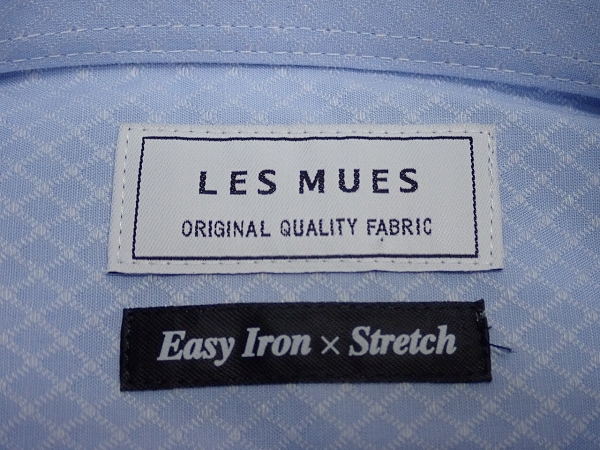 LES MUES
ORIGINAL QUALITY FABRIC
Easy Iron × Stretch